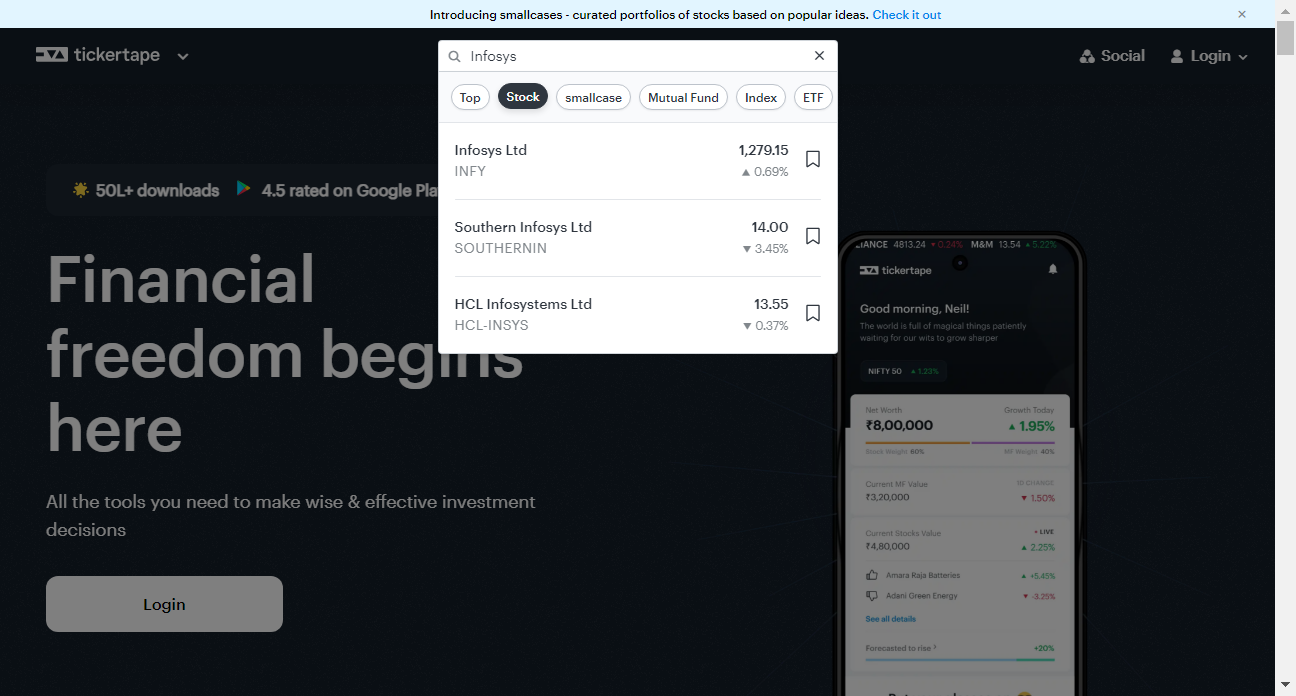 Introducing smallcases - curated portfolios of stocks based on popular ideas. Check it out
tickertape
Infosys
Social
Login
Top
Stock
smallcase
Mutual Fund
Index
ETF
Infosys Ltd
1,279.15
INFY
▲ 0.69%
Southern Infosys Ltd
14.00
SOUTHERNIN
▼ 3.45%
HCL Infosystems Ltd
13.55
HCL-INSYS
▼ 0.37%
50L+ downloads
4.5 rated on Google
Financial
freedom begins
here
All the tools you need to make wise & effective investment
decisions
Login
4813.24 ▼0.24% M&M 13.54 ▲5.22%
tickertape
Good morning, Neil!
The world is full of magical things patiently
waiting for our wits to grow sharper
NIFTY 50 ▲1.23%
Net Worth
Growth Today
₹8,00,000
▲ 1.95%
Stock Weight 60%
MF Weight 40%
Current MF Value
1D CHANGE
₹3,20,000
▼ 1.50%
Current Stocks Value
• LIVE
₹4,80,000
▲ 2.25%
Amara Raja Batteries
▲ +5.45%
Adani Green Energy
▼ -3.25%
See all details
Forecasted to rise
+20%